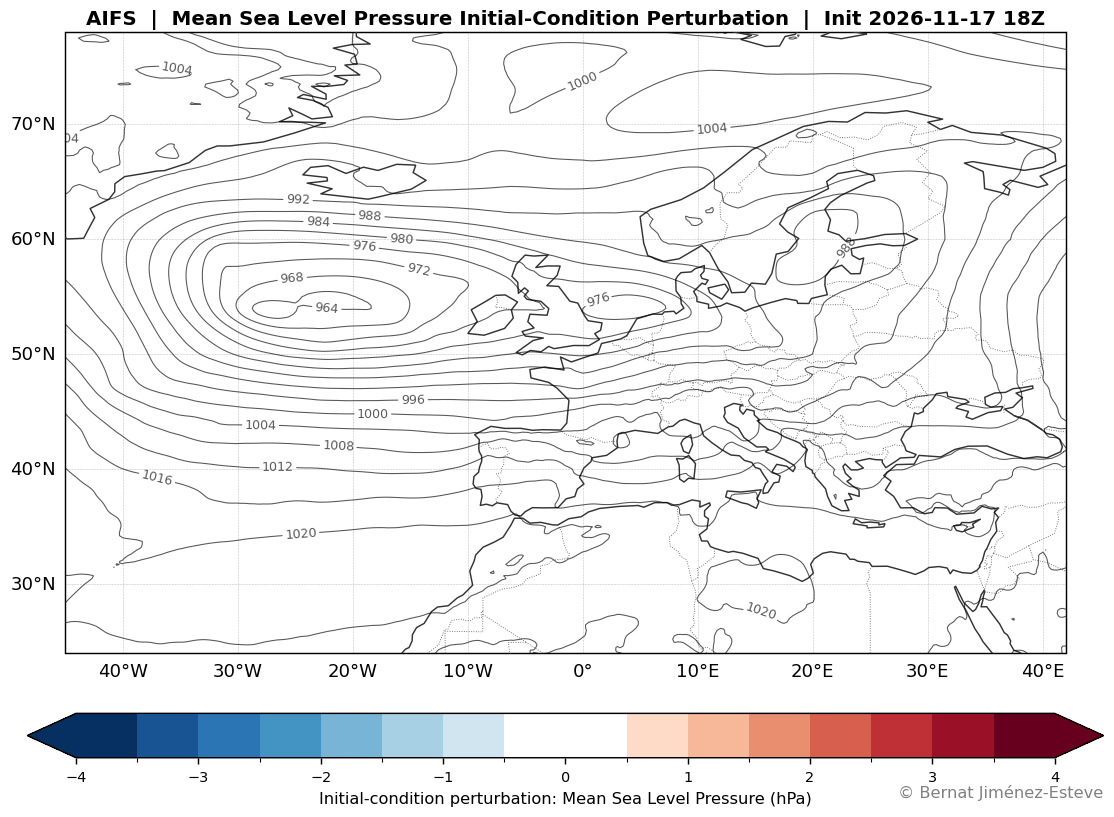 AIFS | Mean Sea Level Pressure Initial-Condition Perturbation | Init 2026-11-17 18Z
1004
1000
70°N
04
1004
992
988
984
980
976
60°N
988
972
968
964
976
50°N
996
1000
1004
1008
1012
1016
40°N
1020
30°N
1020
40°W 30°W 20°W 10°W 0° 10°E 20°E 30°E 40°E
−4 −3 −2 −1 0 1 2 3 4
Initial-condition perturbation: Mean Sea Level Pressure (hPa)
© Bernat Jiménez-Esteve